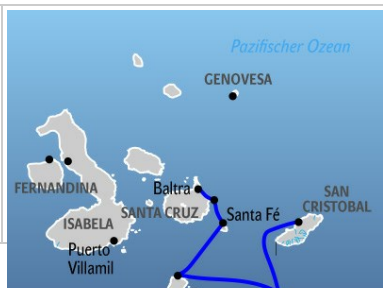 Pazifischer Ozean
GENOVESA
FERNANDINA
Baltra
SANTA CRUZ
Santa Fé
SAN
CRISTOBAL
ISABELA
Puerto
Villamil